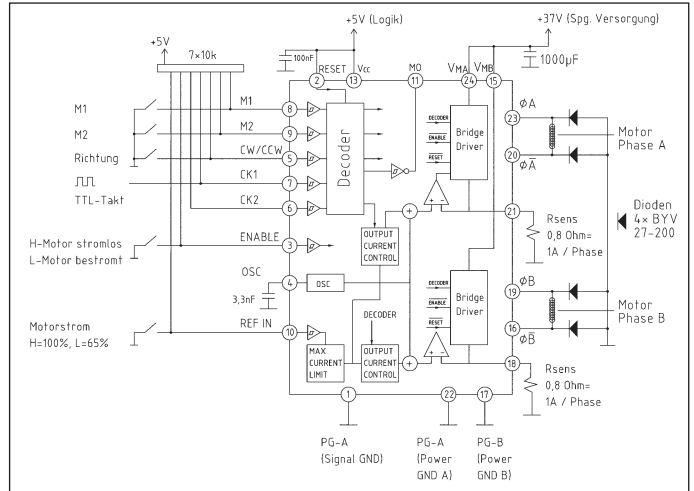 +5V (Logik)
+37V (Spg. Versorgung)
+5V
7×10k
100nF
1000µF
RESET
Vcc
MO
VMA
VMB
2
13
11
24
15
M1
8
M1
M2
9
M2
Richtung
5
CW/CCW
TTL-Takt
7
CK1
6
CK2
H-Motor stromlos
L-Motor bestromt
3
ENABLE
OSC
4
OSC
3,3nF
Motorstrom
H=100%, L=65%
10
REF IN
Decoder
OUTPUT
CURRENT
CONTROL
MAX
CURRENT
LIMIT
DECODER
OUTPUT
CURRENT
CONTROL
+
+
DECODER
ENABLE
RESET
Bridge
Driver
+ −
DECODER
ENABLE
RESET
Bridge
Driver
+ −
23
ØA
20
ØA̅
Motor
Phase A
21
Rsens
0,8 Ohm=
1A / Phase
Dioden
4× BYV
27-200
19
ØB
16
ØB̅
Motor
Phase B
18
Rsens
0,8 Ohm=
1A / Phase
1
22
17
PG-A
(Signal GND)
PG-A
(Power
GND A)
PG-B
(Power
GND B)